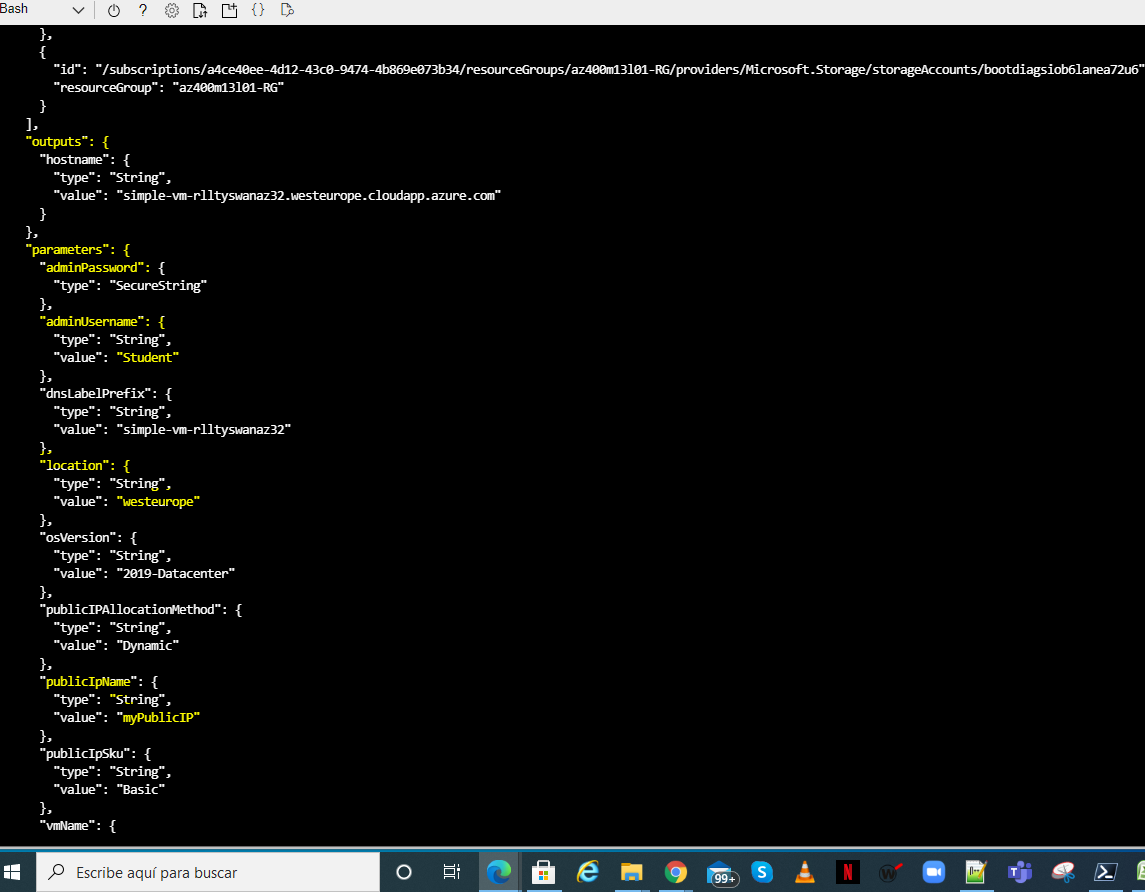 Bash
?
{}
},
{
"id": "/subscriptions/a4ce40ee-4d12-43c0-9474-4b869e073b34/resourceGroups/az400m13l01-RG/providers/Microsoft.Storage/storageAccounts/bootdiagsiob6lanea72u6"
"resourceGroup": "az400m13l01-RG"
}
],
"outputs": {
"hostname": {
"type": "String",
"value": "simple-vm-rlltyswanaz32.westeurope.cloudapp.azure.com"
}
},
"parameters": {
"adminPassword": {
"type": "SecureString"
},
"adminUsername": {
"type": "String",
"value": "Student"
},
"dnsLabelPrefix": {
"type": "String",
"value": "simple-vm-rlltyswanaz32"
},
"location": {
"type": "String",
"value": "westeurope"
},
"osVersion": {
"type": "String",
"value": "2019-Datacenter"
},
"publicIPAllocationMethod": {
"type": "String",
"value": "Dynamic"
},
"publicIpName": {
"type": "String",
"value": "myPublicIP"
},
"publicIpSku": {
"type": "String",
"value": "Basic"
},
"vmName": {
Escribe aquí para buscar
99+